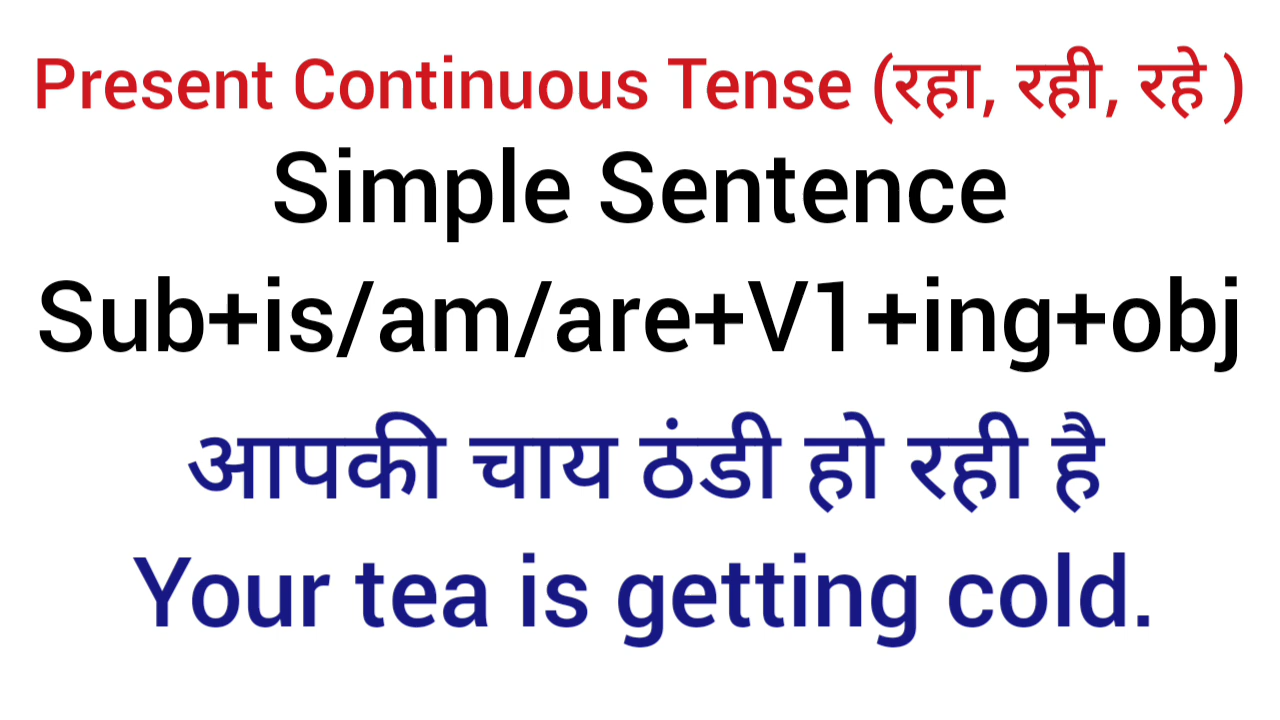 Present Continuous Tense (रहा, रही, रहे )
Simple Sentence
Sub+is/am/are+V1+ing+obj
आपकी चाय ठंडी हो रही है
Your tea is getting cold.